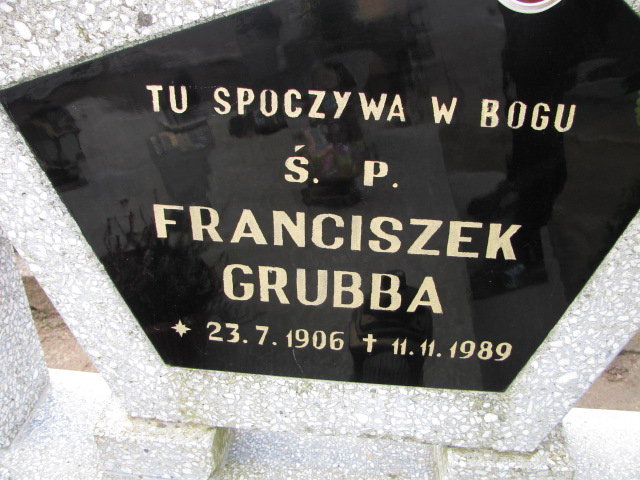 TU SPOCZYWA W BOGU
Ś. P.
FRANCISZEK
GRUBBA
* 23.7.1906 ✝ 11.11.1989